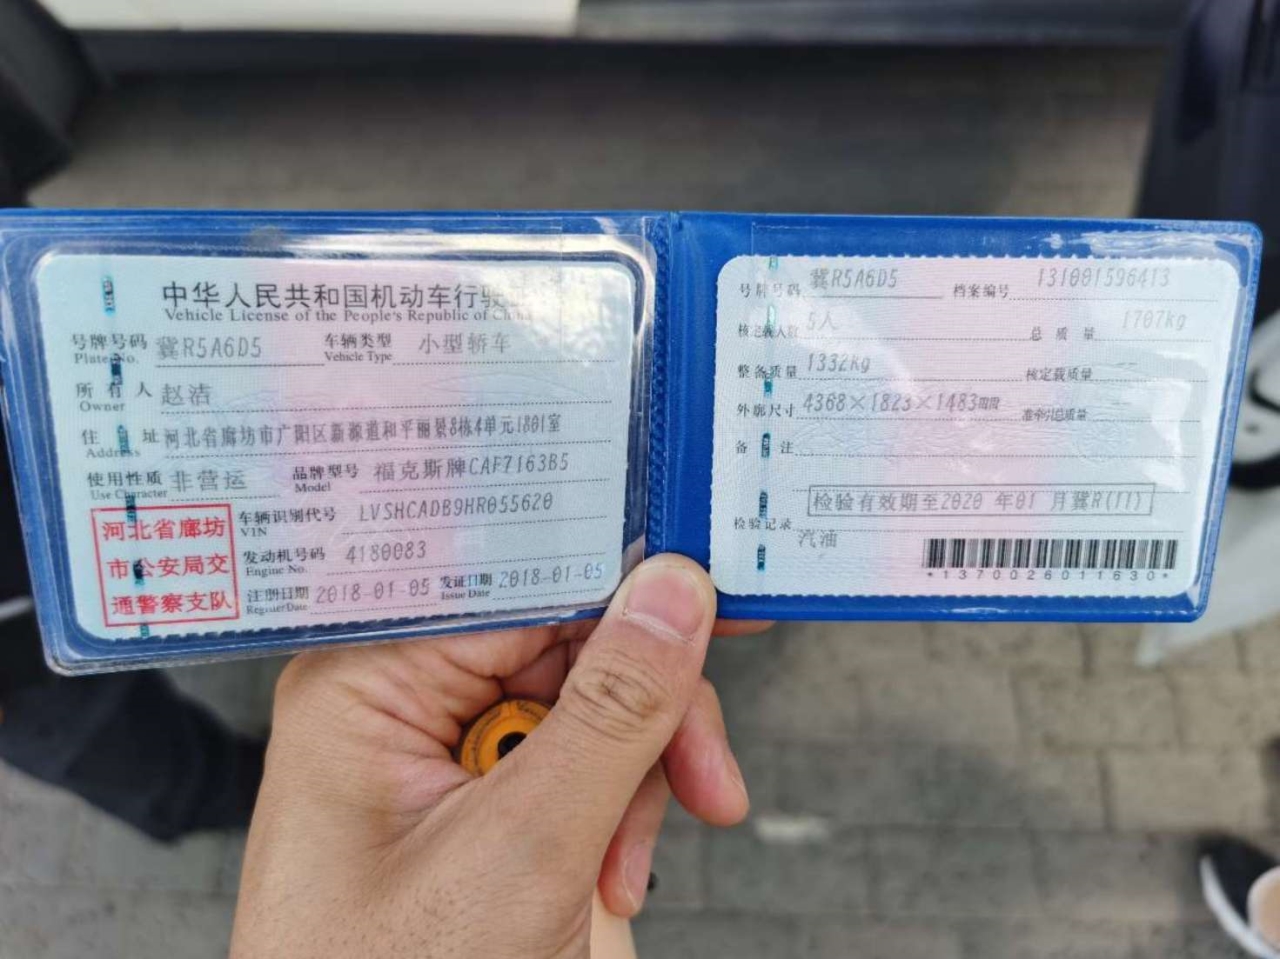 中华人民共和国机动车行驶
Vehicle License of the People's Republic of China
号牌号码 冀R5A6D5 车辆类型 小型轿车
Plate No. Vehicle Type
所有人 赵洁
Owner
住址 河北省廊坊市广阳区新源道和平丽景8栋4单元1801室
Address
使用性质 非营运 品牌型号 福克斯牌CAF7163B5
Use Character Model
河北省廊坊
市公安局交
通警察支队
车辆识别代号 LVSHCADB9HR055620
VIN
发动机号码 4180083
Engine No.
注册日期 2018-01-05 发证日期 2018-01-05
Register Date Issue Date
号牌号码 冀R5A6D5 档案编号 131001596413
核定载人数 5人 总质量 1707kg
整备质量 1332kg 核定载质量
外廓尺寸 4368×1823×1483 准牵引总质量
备注
检验有效期至2020 年01 月冀R(11)
检验记录
汽油
*1370026011630*